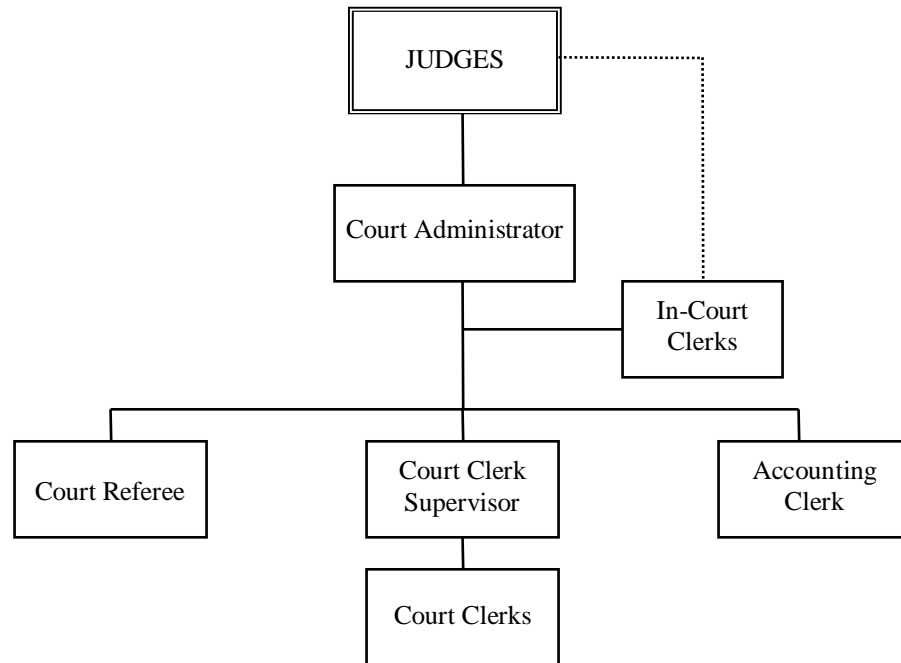 JUDGES
Court Administrator
In-Court
Clerks
Court Referee
Court Clerk
Supervisor
Accounting
Clerk
Court Clerks